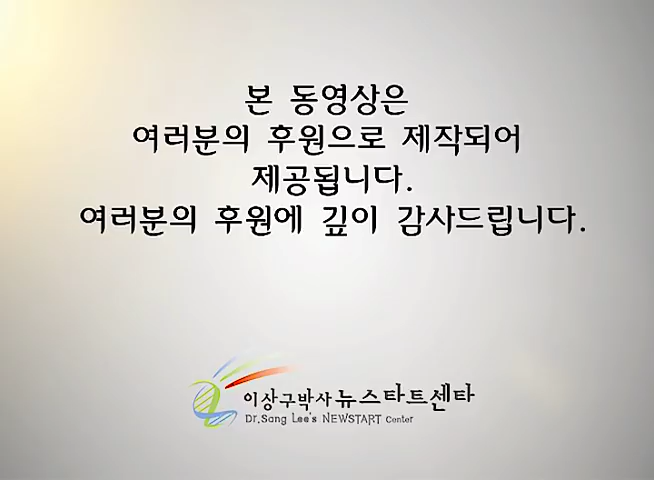 본 동영상은
여러분의 후원으로 제작되어
제공됩니다.
여러분의 후원에 깊이 감사드립니다.
이상구박사 뉴스타트센타
Dr.Sang Lee's NEWSTART Center